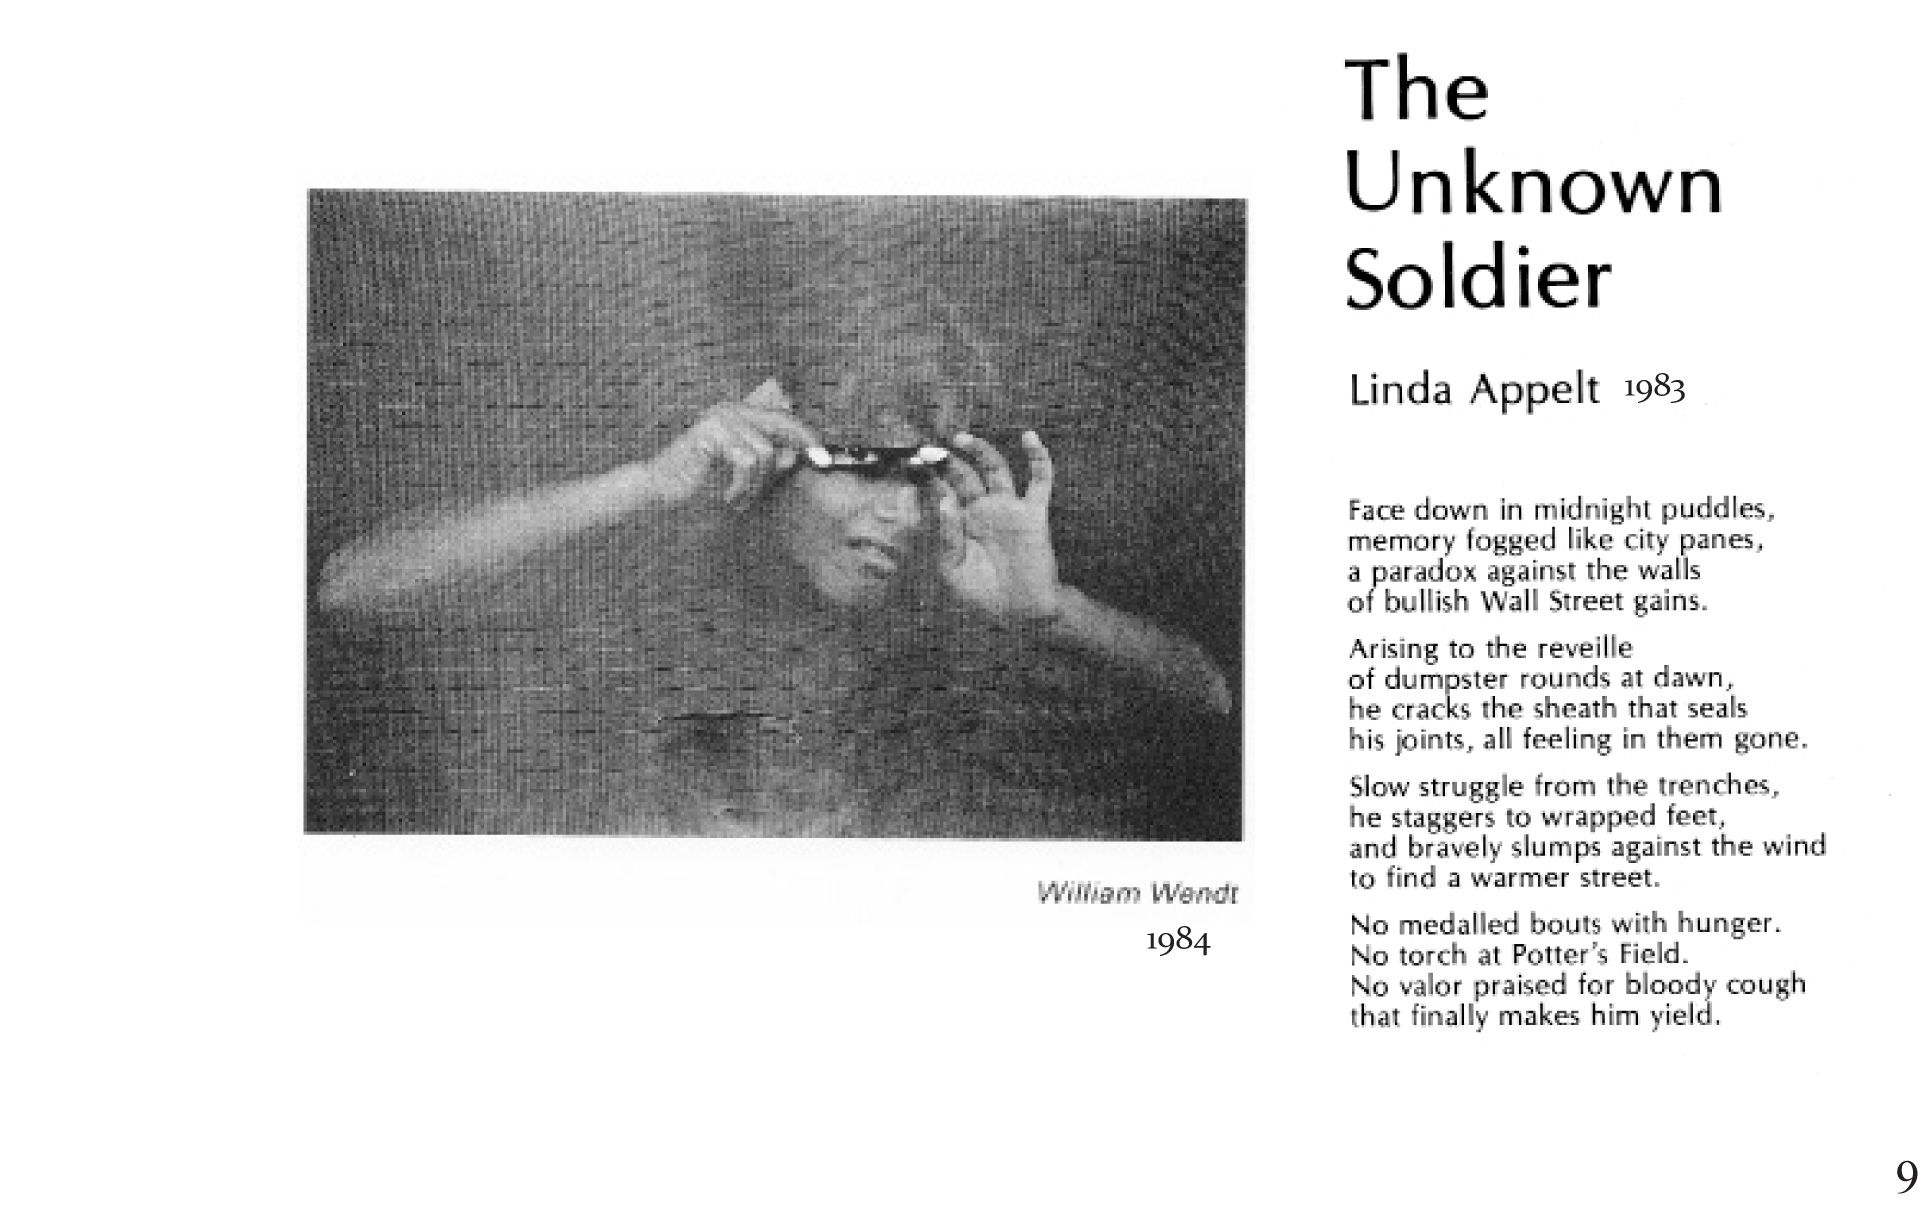 The
Unknown
Soldier
Linda Appelt 1983
Face down in midnight puddles,
memory fogged like city panes,
a paradox against the walls
of bullish Wall Street gains.
Arising to the reveille
of dumpster rounds at dawn,
he cracks the sheath that seals
his joints, all feeling in them gone.
Slow struggle from the trenches,
he staggers to wrapped feet,
and bravely slumps against the wind
to find a warmer street.
No medalled bouts with hunger.
No torch at Potter's Field.
No valor praised for bloody cough
that finally makes him yield.
William Wendt
1984
9